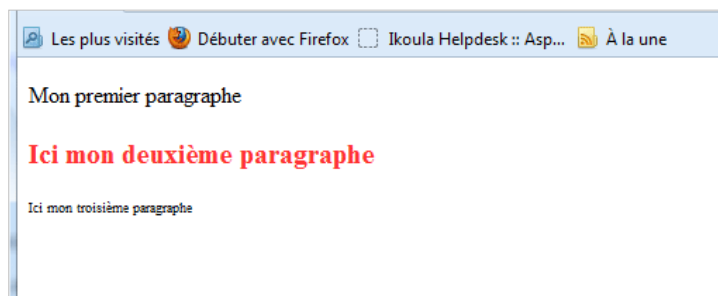 Les plus visités Débuter avec Firefox Ikoula Helpdesk :: Asp... À la une
Mon premier paragraphe
Ici mon deuxième paragraphe
Ici mon troisième paragraphe